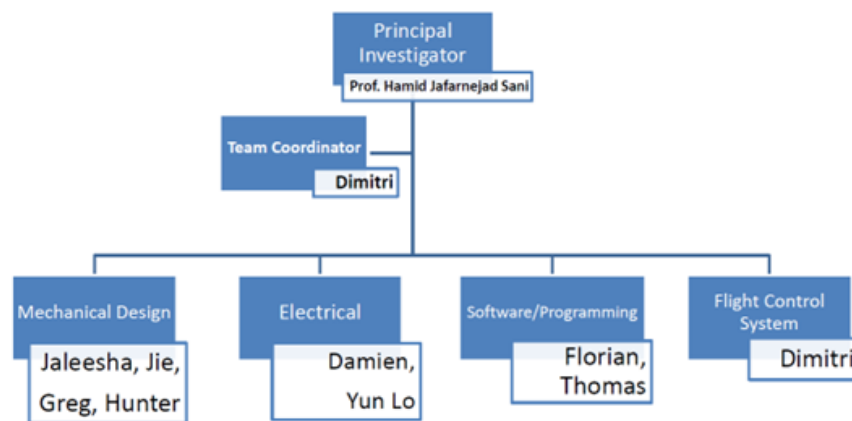 Principal
Investigator
Prof. Hamid Jafarnejad Sani
Team Coordinator
Dimitri
Mechanical Design
Jaleesha, Jie,
Greg, Hunter
Electrical
Damien,
Yun Lo
Software/Programming
Florian,
Thomas
Flight Control
System
Dimitri